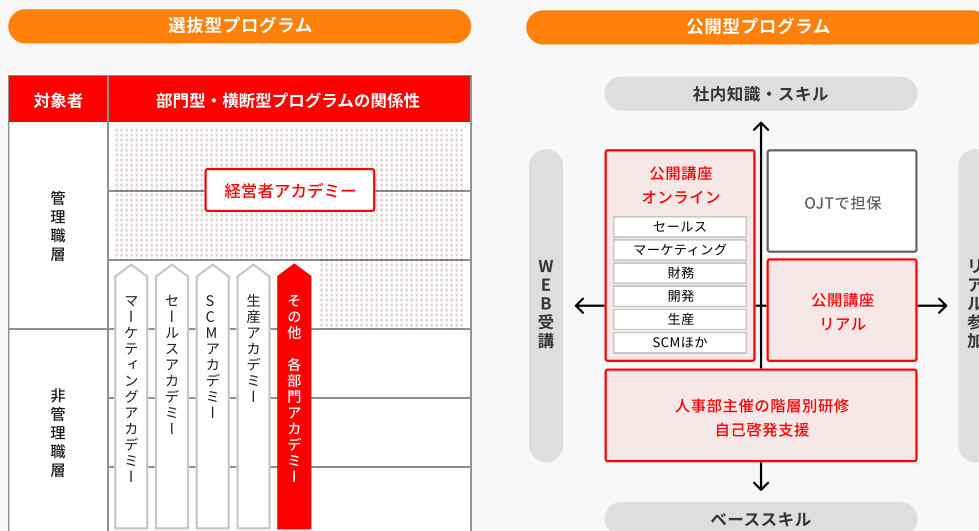 選抜型プログラム
対象者
部門型・横断型プログラムの関係性
管理職層
経営者アカデミー
非管理職層
マーケティングアカデミー
セールスアカデミー
SCMアカデミー
生産アカデミー
その他 各部門アカデミー
公開型プログラム
社内知識・スキル
WEB受講
公開講座
オンライン
セールス
マーケティング
財務
開発
生産
SCMほか
OJTで担保
公開講座
リアル
リアル参加
人事部主催の階層別研修
自己啓発支援
ベーススキル